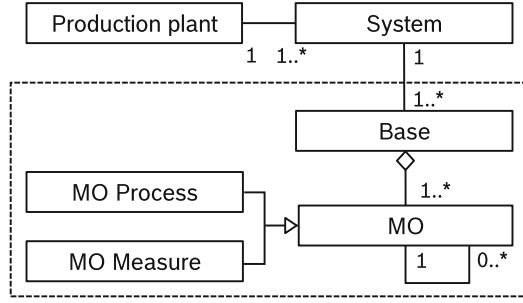 Production plant
System
1
1..*
1
1..*
Base
1..*
MO Process
MO
MO Measure
1
0..*